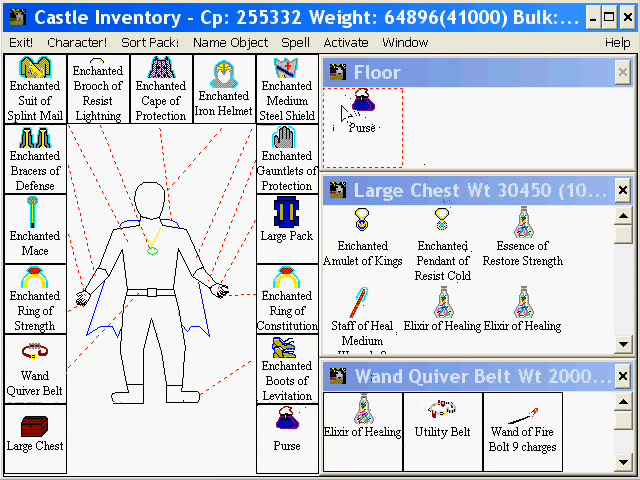 Castle Inventory - Cp: 255332 Weight: 64896(41000) Bulk:...
Exit! Character! Sort Pack! Name Object Spell Activate Window Help
Enchanted
Suit of
Splint Mail
Enchanted
Brooch of
Resist
Lightning
Enchanted
Cape of
Protection
Enchanted
Iron Helmet
Enchanted
Medium
Steel Shield
Enchanted
Bracers of
Defense
Enchanted
Gauntlets of
Protection
Enchanted
Mace
Large Pack
Enchanted
Ring of
Strength
Enchanted
Ring of
Constitution
Wand
Quiver Belt
Enchanted
Boots of
Levitation
Large Chest
Purse
Floor
Purse
Large Chest Wt 30450 (10...
Enchanted
Amulet of Kings
Enchanted
Pendant of
Resist Cold
Essence of
Restore Strength
Staff of Heal
Medium
Elixir of Healing
Elixir of Healing
Wand Quiver Belt Wt 2000...
Elixir of Healing
Utility Belt
Wand of Fire
Bolt 9 charges